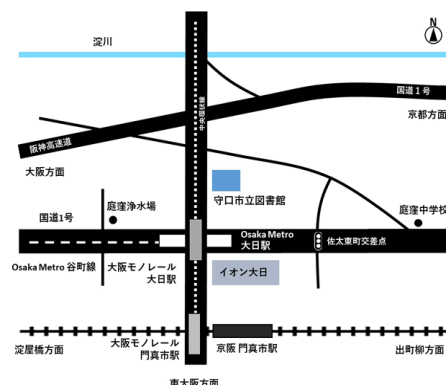 N
淀川
国道1号
京都方面
中央環状線
阪神高速道
大阪方面
守口市立図書館
庭窪浄水場
庭窪中学校
国道1号
Osaka Metro
大日駅
佐太東町交差点
Osaka Metro 谷町線
大阪モノレール
大日駅
イオン大日
淀屋橋方面
大阪モノレール
門真市駅
京阪 門真市駅
出町柳方面
東大阪方面